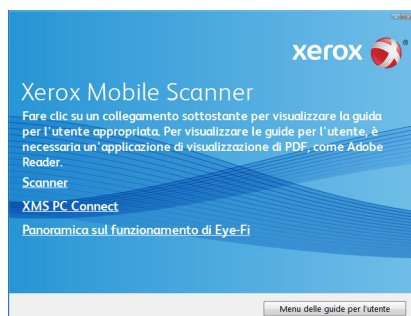 xerox
Xerox Mobile Scanner
Fare clic su un collegamento sottostante per visualizzare la guida
per l'utente appropriata. Per visualizzare le guide per l'utente, è
necessaria un'applicazione di visualizzazione di PDF, come Adobe
Reader.
Scanner
XMS PC Connect
Panoramica sul funzionamento di Eye-Fi
Menu delle guide per l'utente